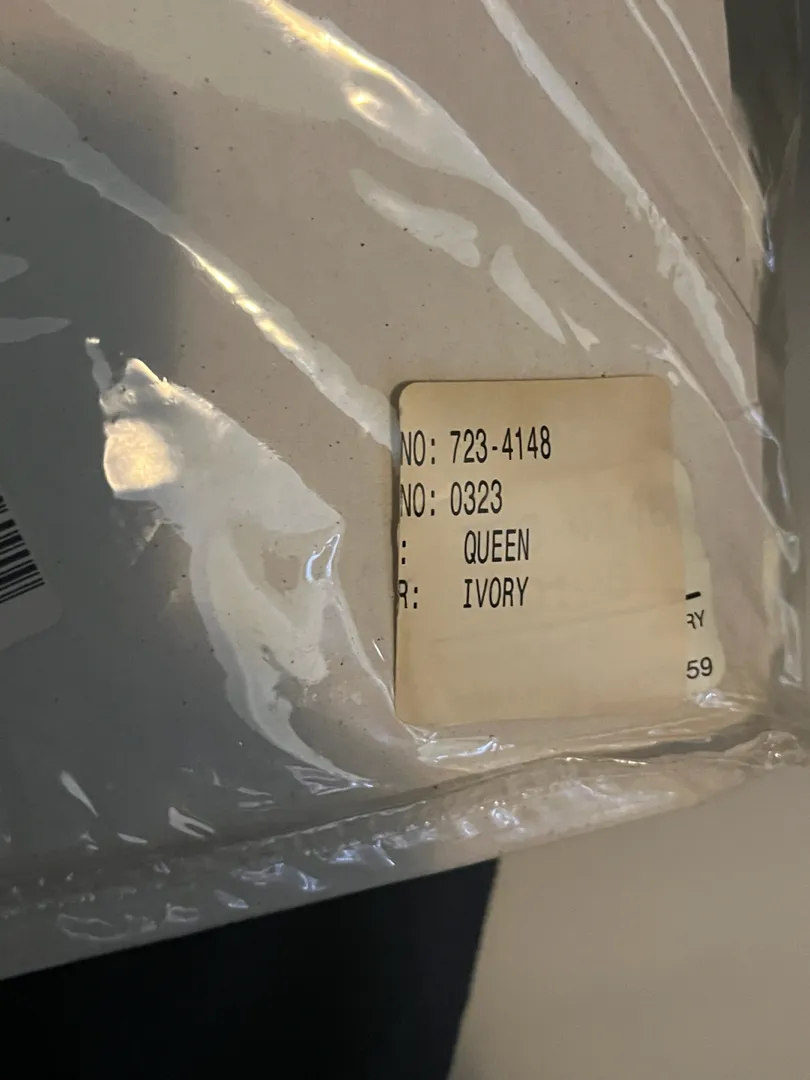 NO: 723-4148
NO: 0323
: QUEEN
R: IVORY
RY
59